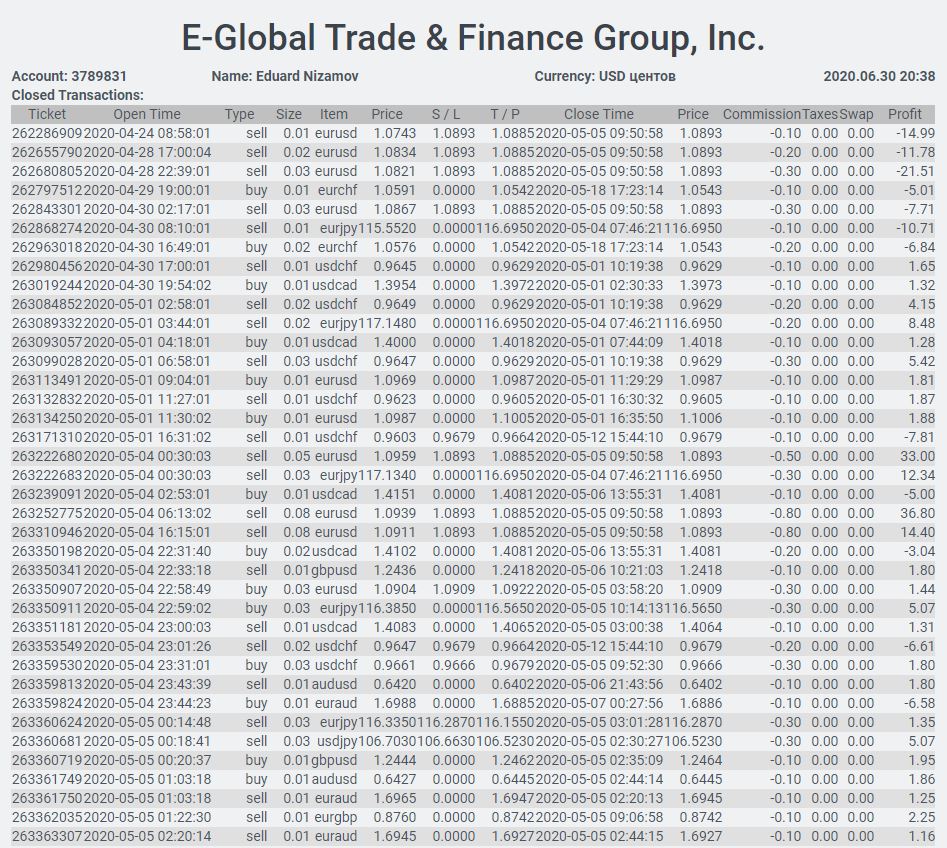 E-Global Trade & Finance Group, Inc.
Account: 3789831 Name: Eduard Nizamov Currency: USD центов 2020.06.30 20:38
Closed Transactions:
Ticket Open Time Type Size Item Price S / L T / P Close Time Price Commission Taxes Swap Profit
262286909 2020-04-24 08:58:01 sell 0.01 eurusd 1.0743 1.0893 1.0885 2020-05-05 09:50:58 1.0893 -0.10 0.00 0.00 -14.99
262655790 2020-04-28 17:00:04 sell 0.02 eurusd 1.0834 1.0893 1.0885 2020-05-05 09:50:58 1.0893 -0.20 0.00 0.00 -11.78
262680805 2020-04-28 22:39:01 sell 0.03 eurusd 1.0821 1.0893 1.0885 2020-05-05 09:50:58 1.0893 -0.30 0.00 0.00 -21.51
262797512 2020-04-29 19:00:01 buy 0.01 eurchf 1.0591 0.0000 1.0542 2020-05-18 17:23:14 1.0543 -0.10 0.00 0.00 -5.01
262843301 2020-04-30 02:17:01 sell 0.03 eurusd 1.0867 1.0893 1.0885 2020-05-05 09:50:58 1.0893 -0.30 0.00 0.00 -7.71
262868274 2020-04-30 08:10:01 sell 0.01 eurjpy 115.5520 0.0000 116.6950 2020-05-04 07:46:21 116.6950 -0.10 0.00 0.00 -10.71
262963018 2020-04-30 16:49:01 buy 0.02 eurchf 1.0576 0.0000 1.0542 2020-05-18 17:23:14 1.0543 -0.20 0.00 0.00 -6.84
262980456 2020-04-30 17:00:01 sell 0.01 usdchf 0.9645 0.0000 0.9629 2020-05-01 10:19:38 0.9629 -0.10 0.00 0.00 1.65
263019244 2020-04-30 19:54:02 buy 0.01 usdcad 1.3954 0.0000 1.3972 2020-05-01 02:30:33 1.3973 -0.10 0.00 0.00 1.32
263084852 2020-05-01 02:58:01 sell 0.02 usdchf 0.9649 0.0000 0.9629 2020-05-01 10:19:38 0.9629 -0.20 0.00 0.00 4.15
263089332 2020-05-01 03:44:01 sell 0.02 eurjpy 117.1480 0.0000 116.6950 2020-05-04 07:46:21 116.6950 -0.20 0.00 0.00 8.48
263093057 2020-05-01 04:18:01 buy 0.01 usdcad 1.4000 0.0000 1.4018 2020-05-01 07:44:09 1.4018 -0.10 0.00 0.00 1.28
263099028 2020-05-01 06:58:01 sell 0.03 usdchf 0.9647 0.0000 0.9629 2020-05-01 10:19:38 0.9629 -0.30 0.00 0.00 5.42
263113491 2020-05-01 09:04:01 buy 0.01 eurusd 1.0969 0.0000 1.0987 2020-05-01 11:29:29 1.0987 -0.10 0.00 0.00 1.81
263132832 2020-05-01 11:27:01 sell 0.01 usdchf 0.9623 0.0000 0.9605 2020-05-01 16:30:32 0.9605 -0.10 0.00 0.00 1.87
263134250 2020-05-01 11:30:02 buy 0.01 eurusd 1.0987 0.0000 1.1005 2020-05-01 16:35:50 1.1006 -0.10 0.00 0.00 1.88
263171310 2020-05-01 16:31:02 sell 0.01 usdchf 0.9603 0.9679 0.9664 2020-05-12 15:44:10 0.9679 -0.10 0.00 0.00 -7.81
263222680 2020-05-04 00:30:03 sell 0.05 eurusd 1.0959 1.0893 1.0885 2020-05-05 09:50:58 1.0893 -0.50 0.00 0.00 33.00
263222683 2020-05-04 00:30:03 sell 0.03 eurjpy 117.1340 0.0000 116.6950 2020-05-04 07:46:21 116.6950 -0.30 0.00 0.00 12.34
263239091 2020-05-04 02:53:01 buy 0.01 usdcad 1.4151 0.0000 1.4081 2020-05-06 13:55:31 1.4081 -0.10 0.00 0.00 -5.00
263252775 2020-05-04 06:13:02 sell 0.08 eurusd 1.0939 1.0893 1.0885 2020-05-05 09:50:58 1.0893 -0.80 0.00 0.00 36.80
263310946 2020-05-04 16:15:01 sell 0.08 eurusd 1.0911 1.0893 1.0885 2020-05-05 09:50:58 1.0893 -0.80 0.00 0.00 14.40
263350198 2020-05-04 22:31:40 buy 0.02 usdcad 1.4102 0.0000 1.4081 2020-05-06 13:55:31 1.4081 -0.20 0.00 0.00 -3.04
263350341 2020-05-04 22:33:18 sell 0.01 gbpusd 1.2436 0.0000 1.2418 2020-05-06 10:21:03 1.2418 -0.10 0.00 0.00 1.80
263350907 2020-05-04 22:58:49 buy 0.03 eurusd 1.0904 1.0909 1.0922 2020-05-05 03:58:20 1.0909 -0.30 0.00 0.00 1.44
263350911 2020-05-04 22:59:02 buy 0.03 eurjpy 116.3850 0.0000 116.5650 2020-05-05 10:14:13 116.5650 -0.30 0.00 0.00 5.07
263351181 2020-05-04 23:00:03 sell 0.01 usdcad 1.4083 0.0000 1.4065 2020-05-05 03:00:38 1.4064 -0.10 0.00 0.00 1.31
263353549 2020-05-04 23:01:26 sell 0.02 usdchf 0.9647 0.9679 0.9664 2020-05-12 15:44:10 0.9679 -0.20 0.00 0.00 -6.61
263359530 2020-05-04 23:31:01 buy 0.03 usdchf 0.9661 0.9666 0.9679 2020-05-05 09:52:30 0.9666 -0.30 0.00 0.00 1.80
263359813 2020-05-04 23:43:39 sell 0.01 audusd 0.6420 0.0000 0.6402 2020-05-06 21:43:56 0.6402 -0.10 0.00 0.00 1.80
263359824 2020-05-04 23:44:23 buy 0.01 euraud 1.6988 0.0000 1.6885 2020-05-07 00:27:56 1.6886 -0.10 0.00 0.00 -6.58
263360624 2020-05-05 00:14:48 sell 0.03 eurjpy 116.3350 116.2870 116.1550 2020-05-05 03:01:28 116.2870 -0.30 0.00 0.00 1.35
263360681 2020-05-05 00:18:41 sell 0.03 usdjpy 106.7030 106.6630 106.5230 2020-05-05 02:30:27 106.5230 -0.30 0.00 0.00 5.07
263360719 2020-05-05 00:20:37 buy 0.01 gbpusd 1.2444 0.0000 1.2462 2020-05-05 02:35:09 1.2464 -0.10 0.00 0.00 1.95
263361749 2020-05-05 01:03:18 buy 0.01 audusd 0.6427 0.0000 0.6445 2020-05-05 02:44:14 0.6445 -0.10 0.00 0.00 1.86
263361750 2020-05-05 01:03:18 sell 0.01 euraud 1.6965 0.0000 1.6947 2020-05-05 02:20:13 1.6945 -0.10 0.00 0.00 1.25
263362035 2020-05-05 01:22:30 sell 0.01 eurgbp 0.8760 0.0000 0.8742 2020-05-05 09:06:58 0.8742 -0.10 0.00 0.00 2.25
263363307 2020-05-05 02:20:14 sell 0.01 euraud 1.6945 0.0000 1.6927 2020-05-05 02:44:15 1.6927 -0.10 0.00 0.00 1.16